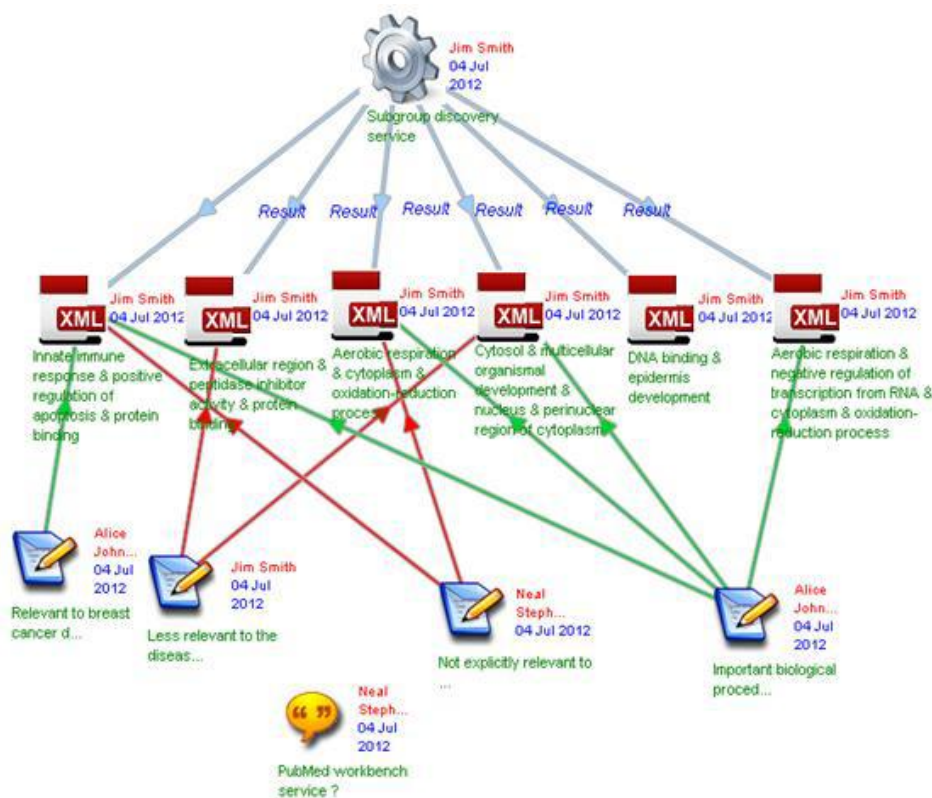 Jim Smith
04 Jul
2012
Subgroup discovery
service
Result
Result
Result
Result
Result
Result
XML
Jim Smith
04 Jul 2012
Innate immune
response & positive
regulation of
apoptosis & protein
binding
XML
Jim Smith
04 Jul 2012
Extracellular region &
peptidase inhibitor
activity & protein
binding
XML
Jim Smith
04 Jul 2012
Aerobic respiration
& cytoplasm &
oxidation-reduction
process
XML
Jim Smith
04 Jul 2012
Cytosol & multicellular
organismal
development &
nucleus & perinuclear
region of cytoplasm
XML
Jim Smith
04 Jul 2012
DNA binding &
epidermis
development
XML
Jim Smith
04 Jul 2012
Aerobic respiration &
negative regulation of
transcription from RNA &
cytoplasm & oxidation-
reduction process
Alice
John...
04 Jul
2012
Relevant to breast
cancer d...
Jim Smith
04 Jul
2012
Less relevant to the
diseas...
Neal
Steph...
04 Jul 2012
Not explicitly relevant to
...
Alice
John...
04 Jul
2012
Important biological
proced...
Neal
Steph...
04 Jul
2012
PubMed workbench
service ?